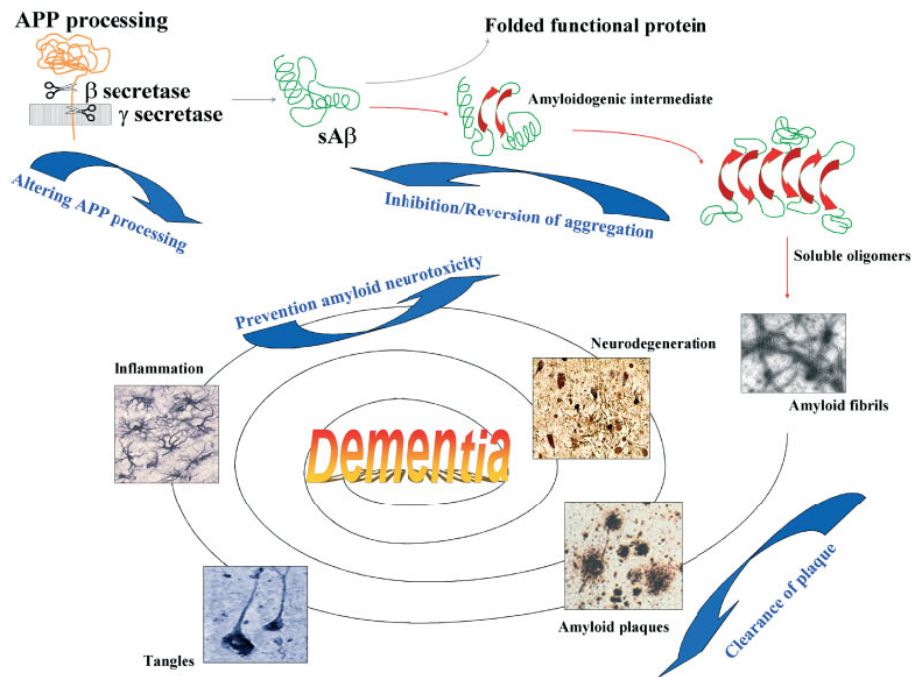 APP processing
β secretase
γ secretase
sAβ
Folded functional protein
Amyloidogenic intermediate
Altering APP processing
Inhibition/Reversion of aggregation
Soluble oligomers
Prevention amyloid neurotoxicity
Neurodegeneration
Inflammation
Amyloid fibrils
Dementia
Clearance of plaque
Amyloid plaques
Tangles